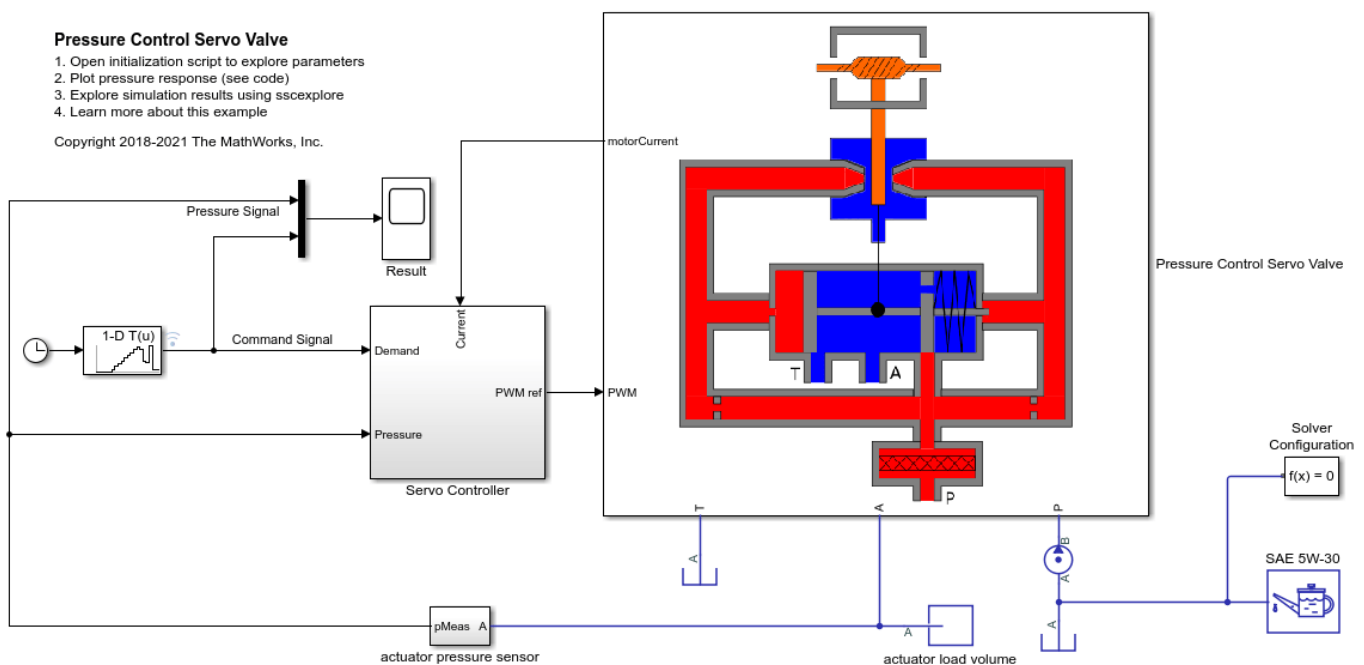 Pressure Control Servo Valve
1. Open initialization script to explore parameters
2. Plot pressure response (see code)
3. Explore simulation results using sscexplore
4. Learn more about this example
Copyright 2018-2021 The MathWorks, Inc.
motorCurrent
Pressure Signal
Result
Pressure Control Servo Valve
1-D T(u)
Command Signal
Current
Demand
PWM ref
PWM
Pressure
Servo Controller
T
A
P
T
A
P
Solver
Configuration
f(x) = 0
A
B
A
SAE 5W-30
A
pMeas A
A
actuator pressure sensor
actuator load volume